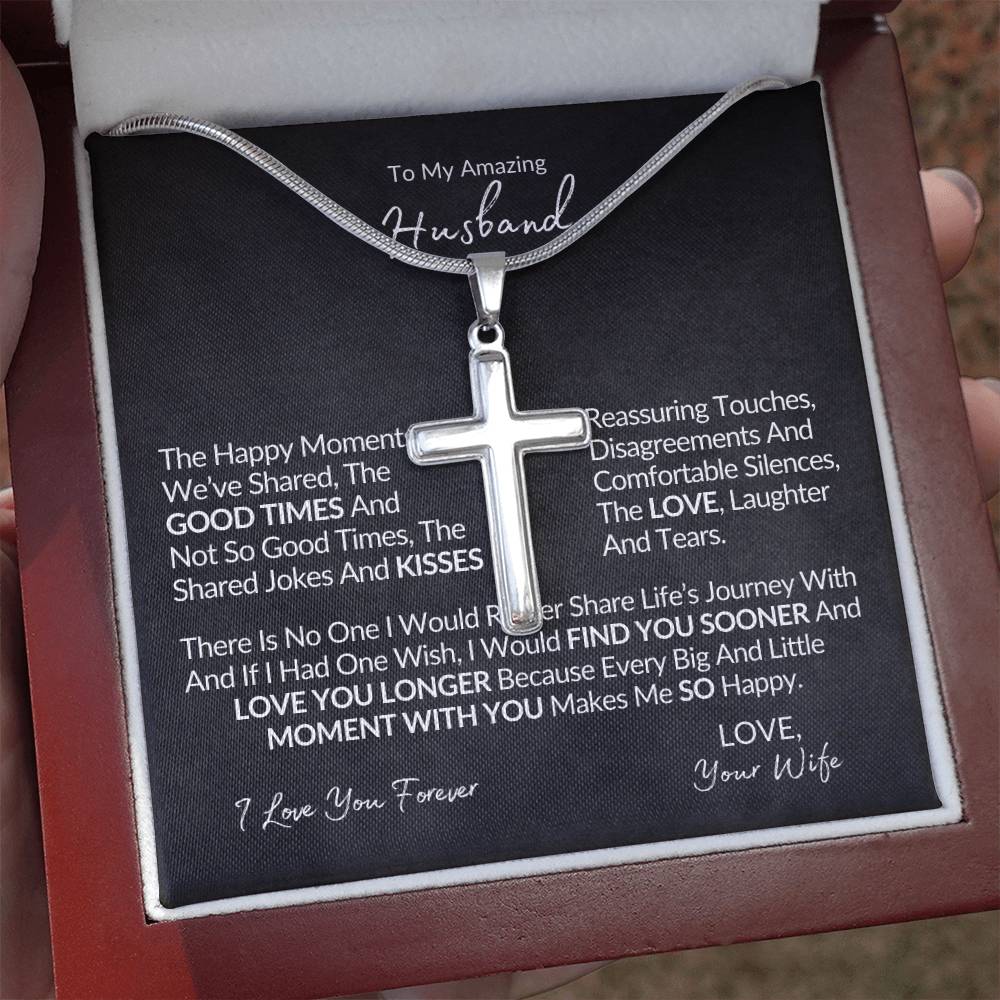 To My Amazing
Husband
The Happy Moments
We've Shared, The
GOOD TIMES And
Not So Good Times, The
Shared Jokes And KISSES
Reassuring Touches,
Disagreements And
Comfortable Silences,
The LOVE, Laughter
And Tears.
There Is No One I Would Rather Share Life's Journey With
And If I Had One Wish, I Would FIND YOU SOONER And
LOVE YOU LONGER Because Every Big And Little
MOMENT WITH YOU Makes Me SO Happy.
LOVE,
Your Wife
I Love You Forever